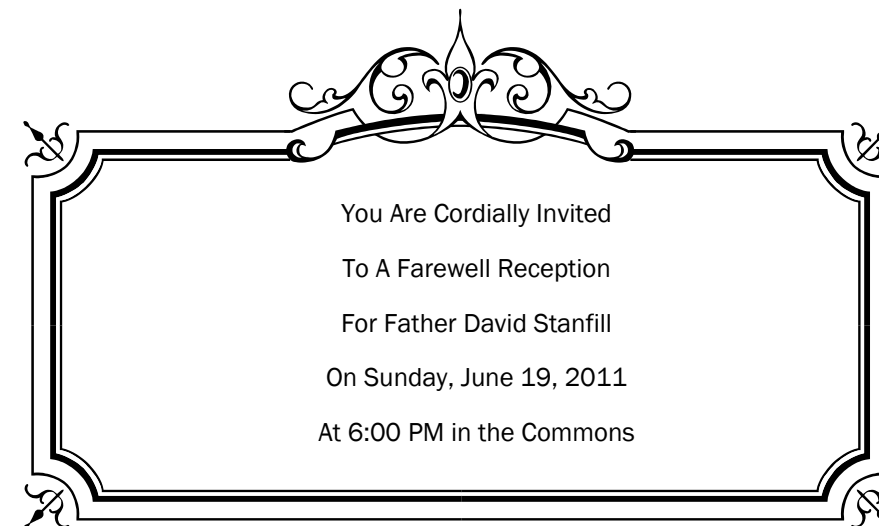 You Are Cordially Invited
To A Farewell Reception
For Father David Stanfill
On Sunday, June 19, 2011
At 6:00 PM in the Commons